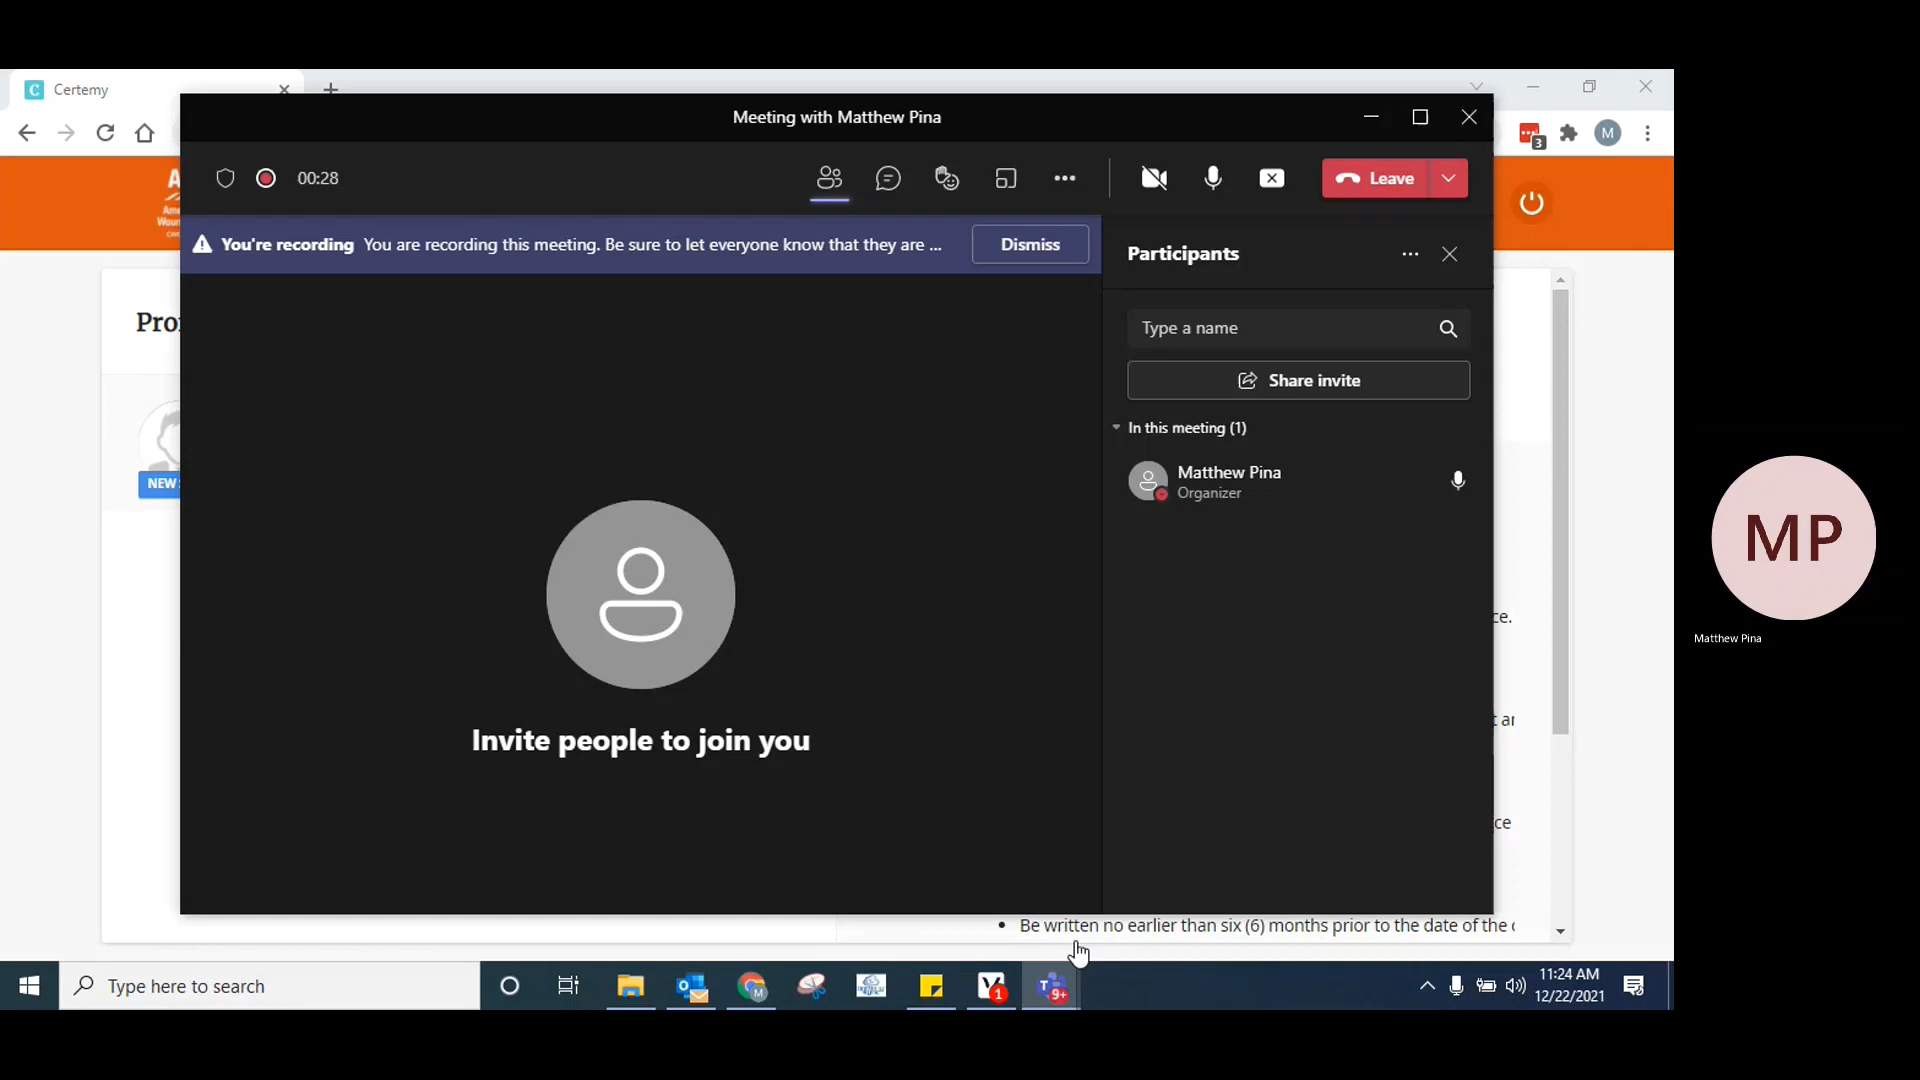 Certemy
Meeting with Matthew Pina
3
M
00:28
Leave
You're recording You are recording this meeting. Be sure to let everyone know that they are ...
Dismiss
Participants
Type a name
Share invite
In this meeting (1)
Matthew Pina
Organizer
NEW
Invite people to join you
Be written no earlier than six (6) months prior to the date of the
MP
Matthew Pina
Type here to search
M
1
9+
11:24 AM
12/22/2021